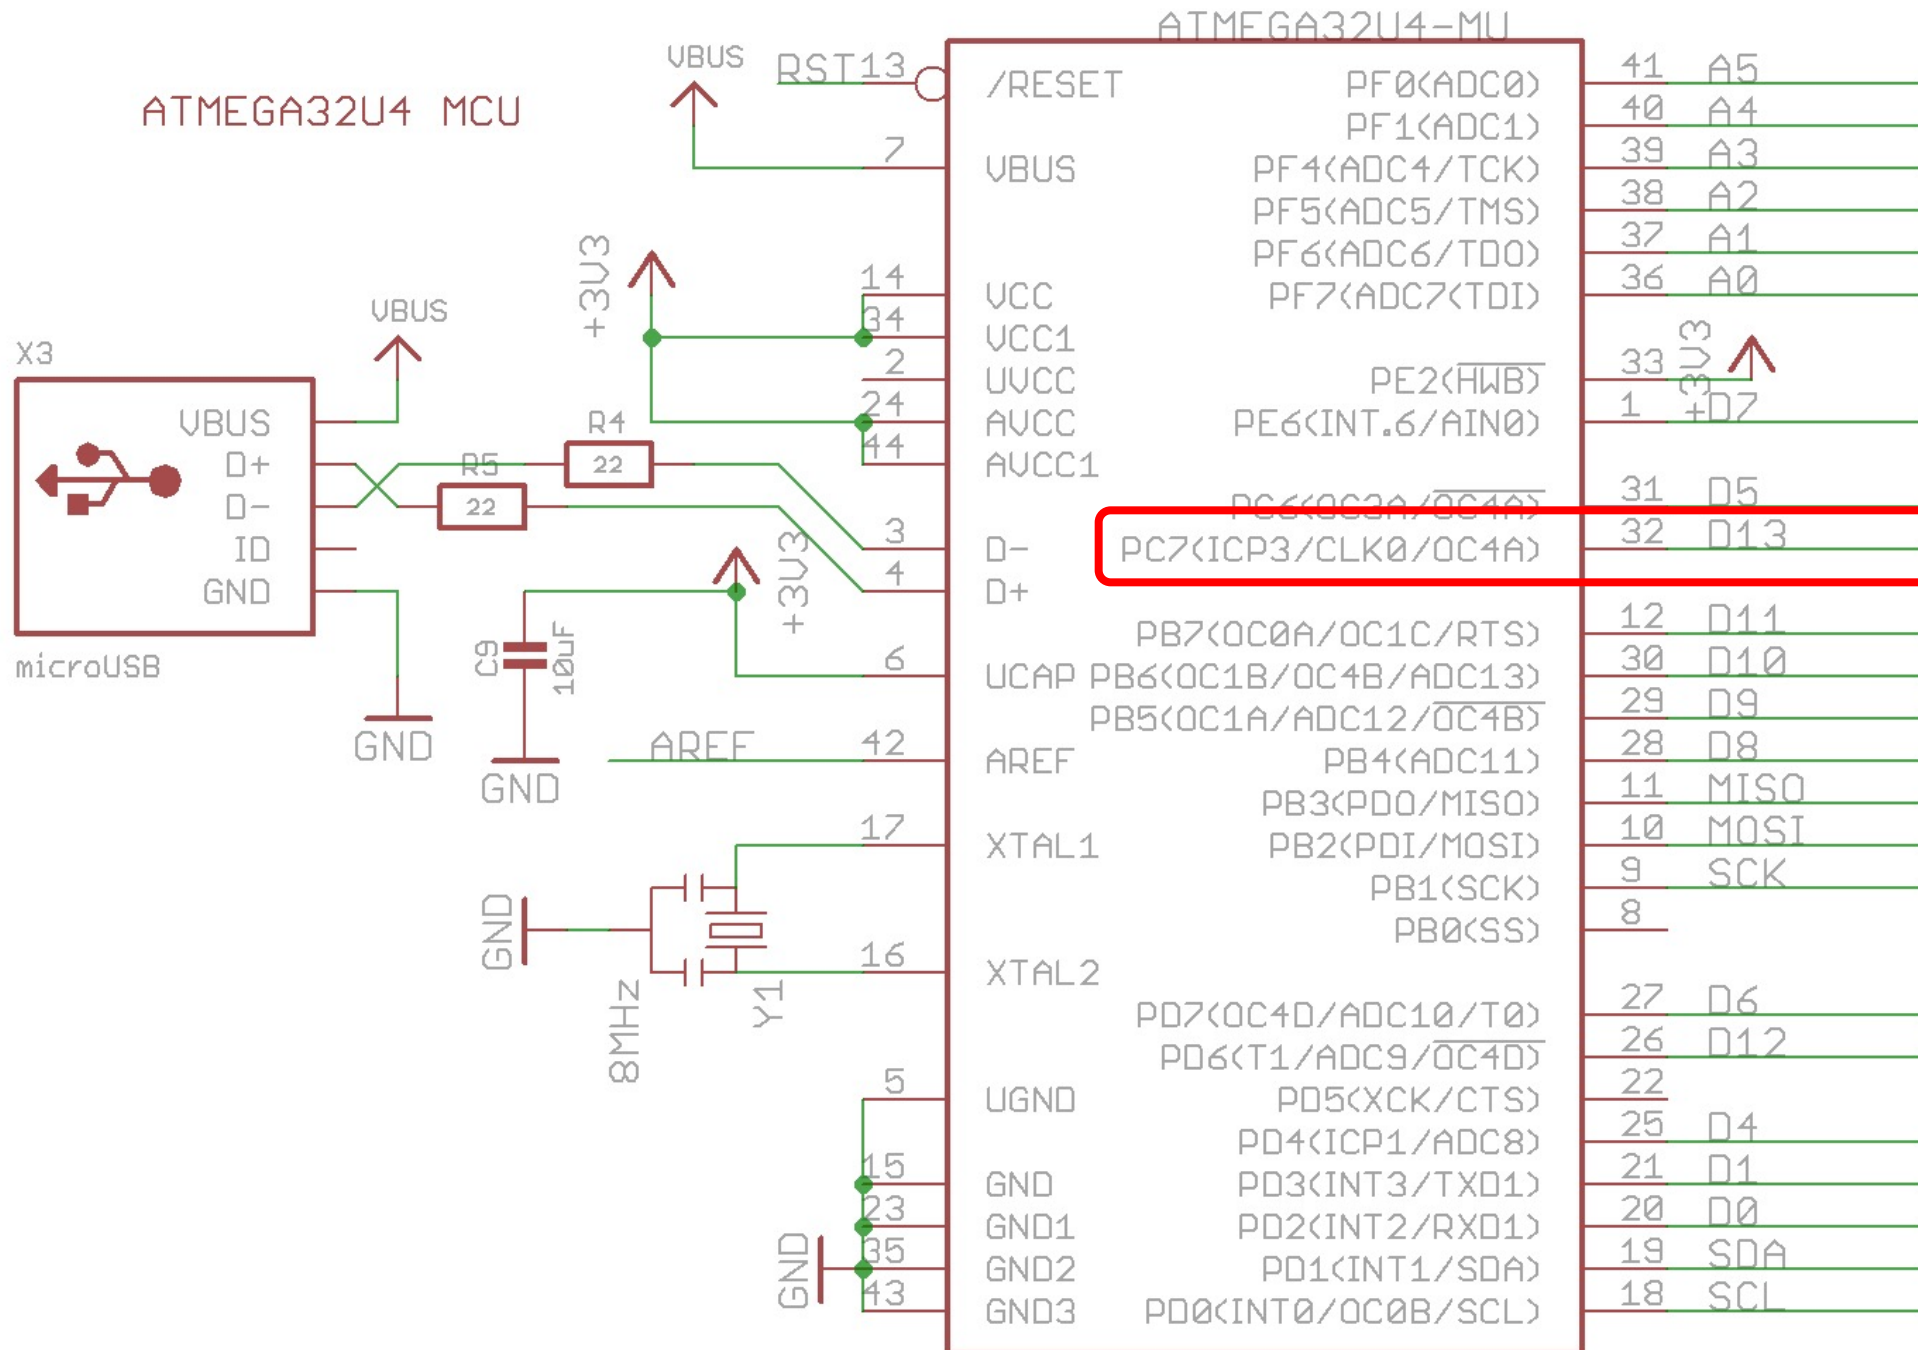 ATMEGA32U4-MU
ATMEGA32U4 MCU
VBUS
RST 13
7
+3V3
14
34
2
24
44
VBUS
X3
VBUS
D+
D-
ID
GND
microUSB
R4
22
R5
22
3
4
+3V3
6
C9
10uF
GND
GND
AREF
42
17
16
GND
8MHz
Y1
5
15
23
35
43
GND
/RESET
VBUS
VCC
VCC1
UVCC
AVCC
AVCC1
D-
D+
UCAP
AREF
XTAL1
XTAL2
UGND
GND
GND1
GND2
GND3
PF0(ADC0) 41 A5
PF1(ADC1) 40 A4
PF4(ADC4/TCK) 39 A3
PF5(ADC5/TMS) 38 A2
PF6(ADC6/TDO) 37 A1
PF7(ADC7(TDI) 36 A0
PE2(HWB) 33 +3V3
PE6(INT.6/AIN0) 1 D7
PC6(OC3A/OC4A) 31 D5
PC7(ICP3/CLK0/OC4A) 32 D13
PB7(OC0A/OC1C/RTS) 12 D11
PB6(OC1B/OC4B/ADC13) 30 D10
PB5(OC1A/ADC12/OC4B) 29 D9
PB4(ADC11) 28 D8
PB3(PDO/MISO) 11 MISO
PB2(PDI/MOSI) 10 MOSI
PB1(SCK) 9 SCK
PB0(SS) 8
PD7(OC4D/ADC10/T0) 27 D6
PD6(T1/ADC9/OC4D) 26 D12
PD5(XCK/CTS) 22
PD4(ICP1/ADC8) 25 D4
PD3(INT3/TXD1) 21 D1
PD2(INT2/RXD1) 20 D0
PD1(INT1/SDA) 19 SDA
PD0(INT0/OC0B/SCL) 18 SCL